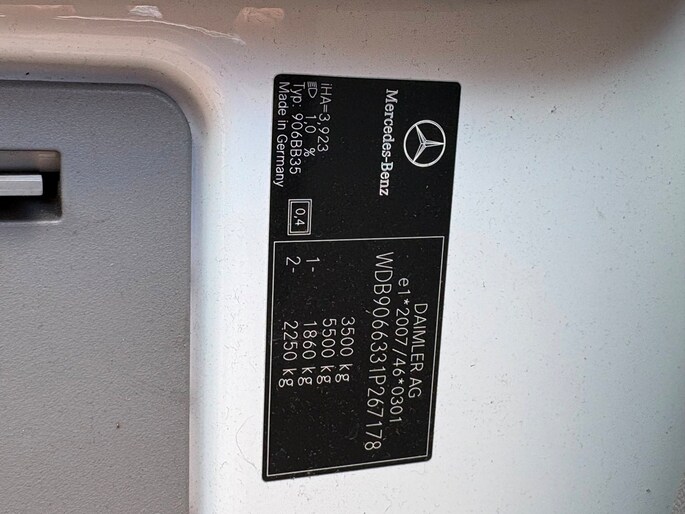 Mercedes-Benz
iHA=3,923
1,0 %
Typ: 906BB35
Made in Germany
0,4
DAIMLER AG
e1*2007/46*0301
WDB9066331P267178
3500 kg
5500 kg
1- 1860 kg
2- 2250 kg